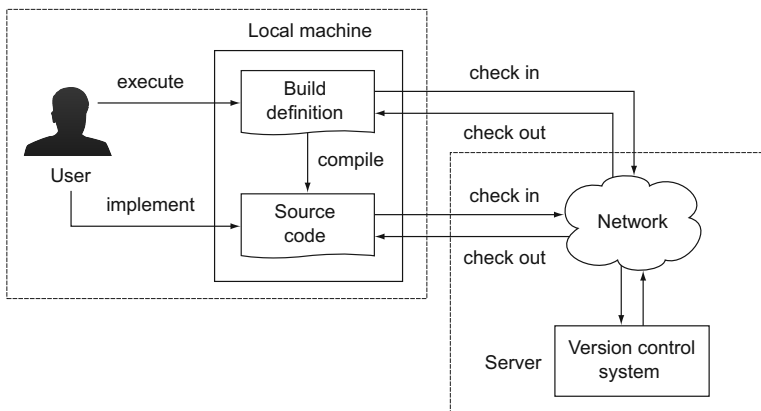 Local machine
execute
Build
definition
check in
check out
User
compile
implement
Source
code
check in
check out
Network
Server
Version control
system